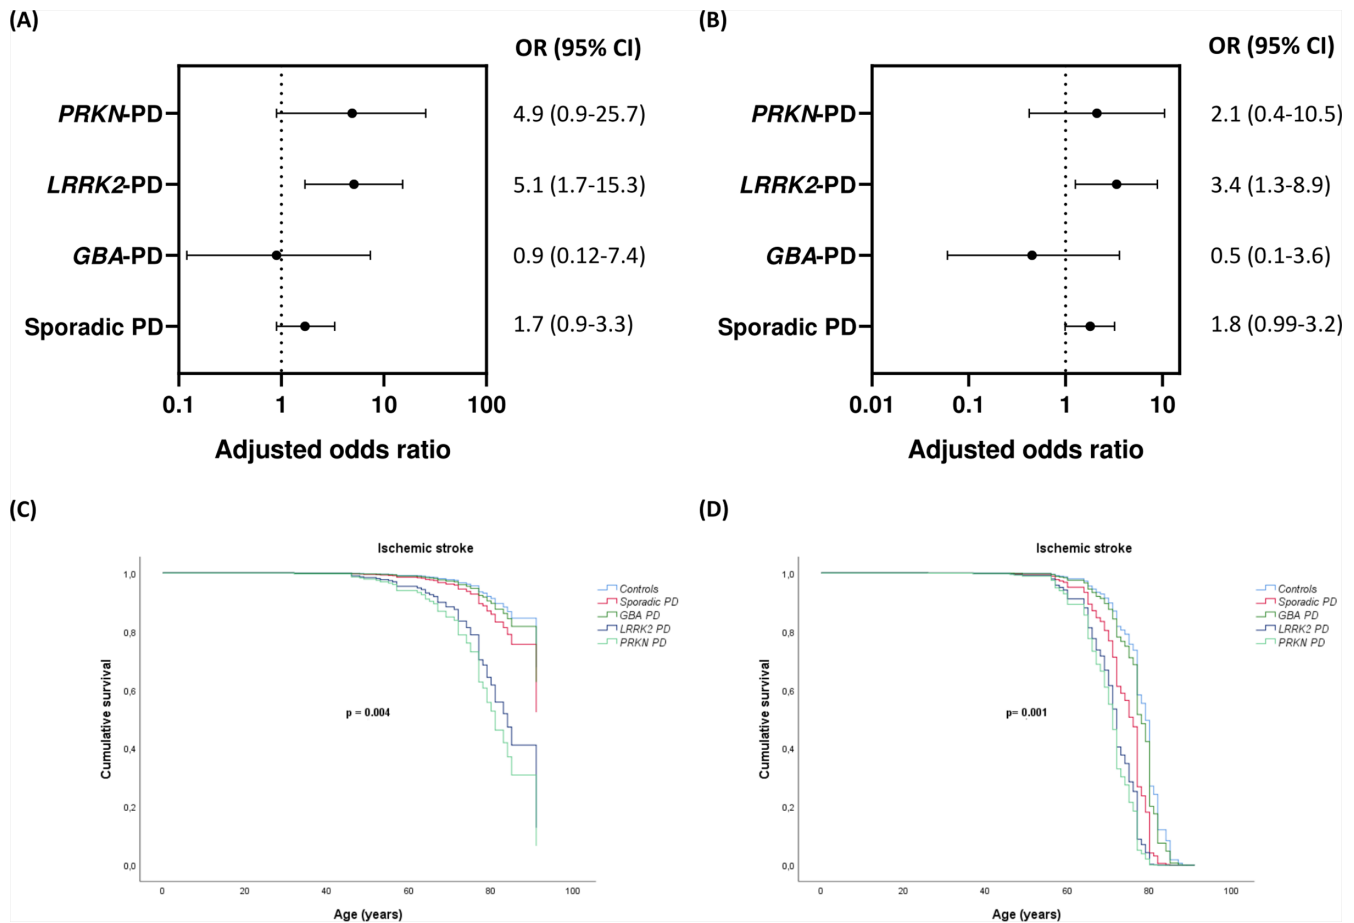 (A)
OR (95% CI)
PRKN-PD
4.9 (0.9-25.7)
LRRK2-PD
5.1 (1.7-15.3)
GBA-PD
0.9 (0.12-7.4)
Sporadic PD
1.7 (0.9-3.3)
0.1 1 10 100
Adjusted odds ratio
(B)
OR (95% CI)
PRKN-PD
2.1 (0.4-10.5)
LRRK2-PD
3.4 (1.3-8.9)
GBA-PD
0.5 (0.1-3.6)
Sporadic PD
1.8 (0.99-3.2)
0.01 0.1 1 10
Adjusted odds ratio
(C)
Ischemic stroke
Cumulative survival
1,0
0,8
0,6
0,4
0,2
0,0
p = 0.004
Controls
Sporadic PD
GBA PD
LRRK2 PD
PRKN PD
0 20 40 60 80 100
Age (years)
(D)
Ischemic stroke
Cumulative survival
1,0
0,8
0,6
0,4
0,2
0,0
p= 0.001
Controls
Sporadic PD
GBA PD
LRRK2 PD
PRKN PD
0 20 40 60 80 100
Age (years)